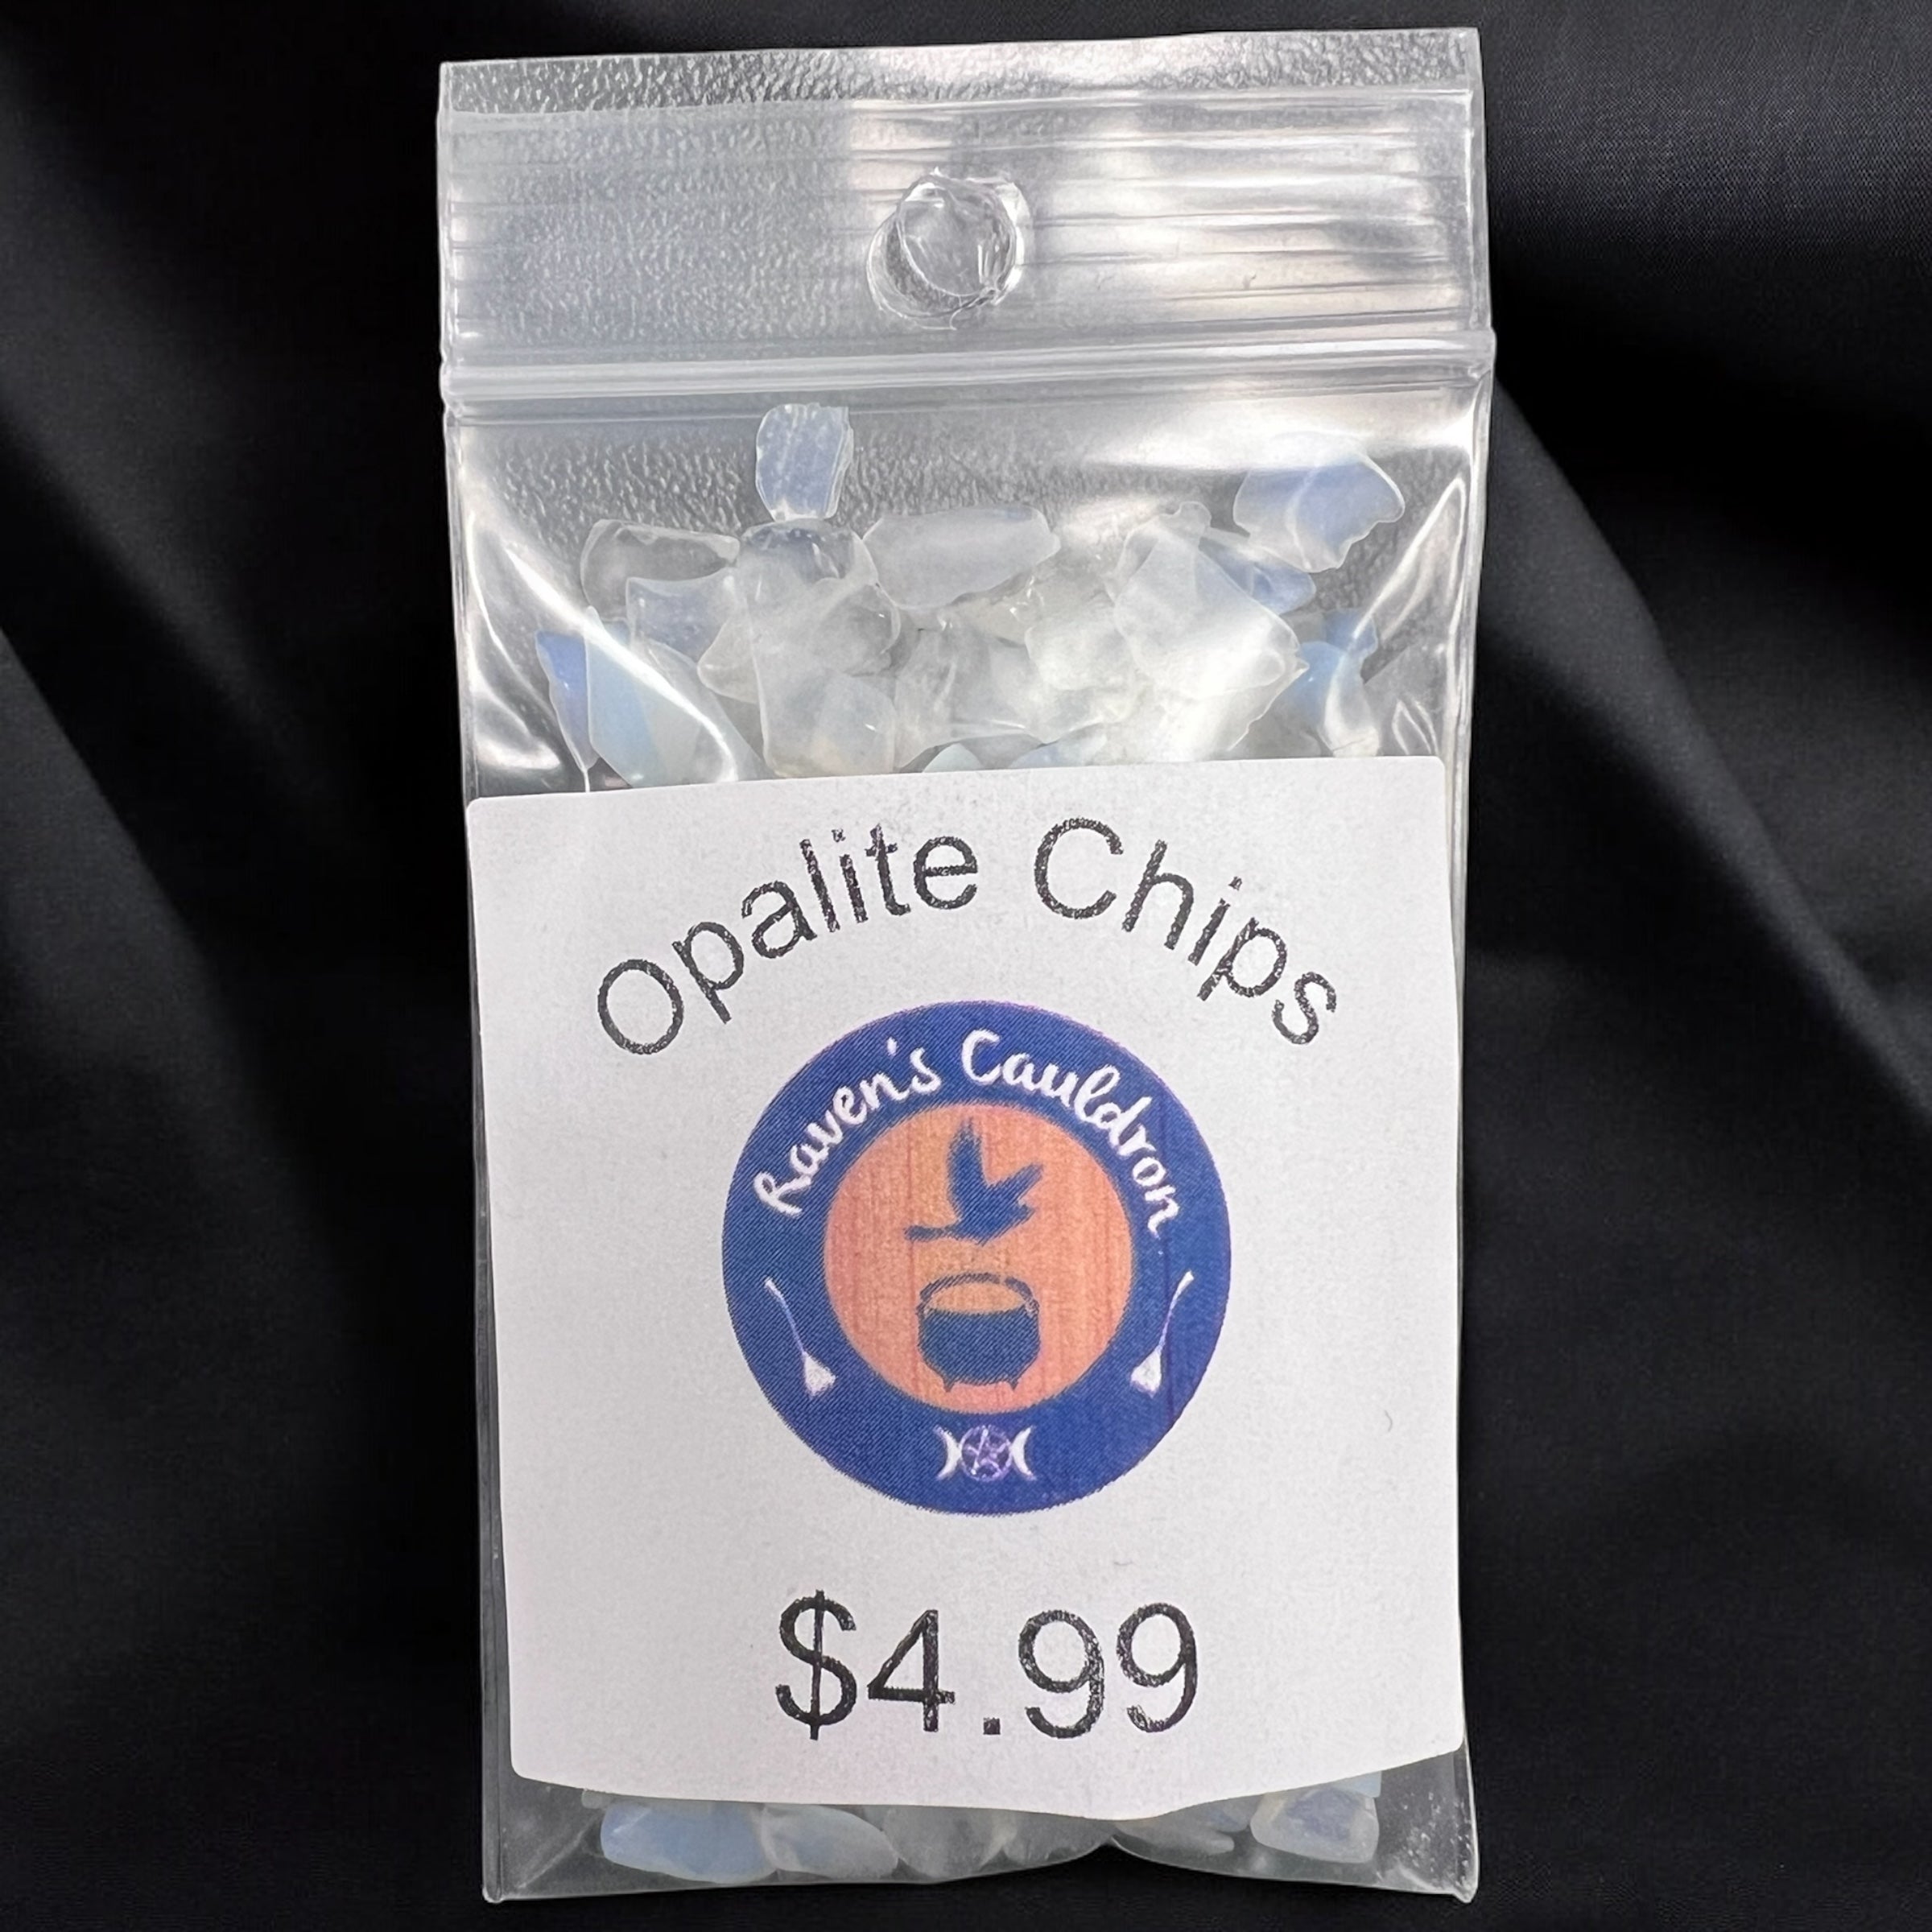 Opalite Chips
Raven's Cauldron
$4.99